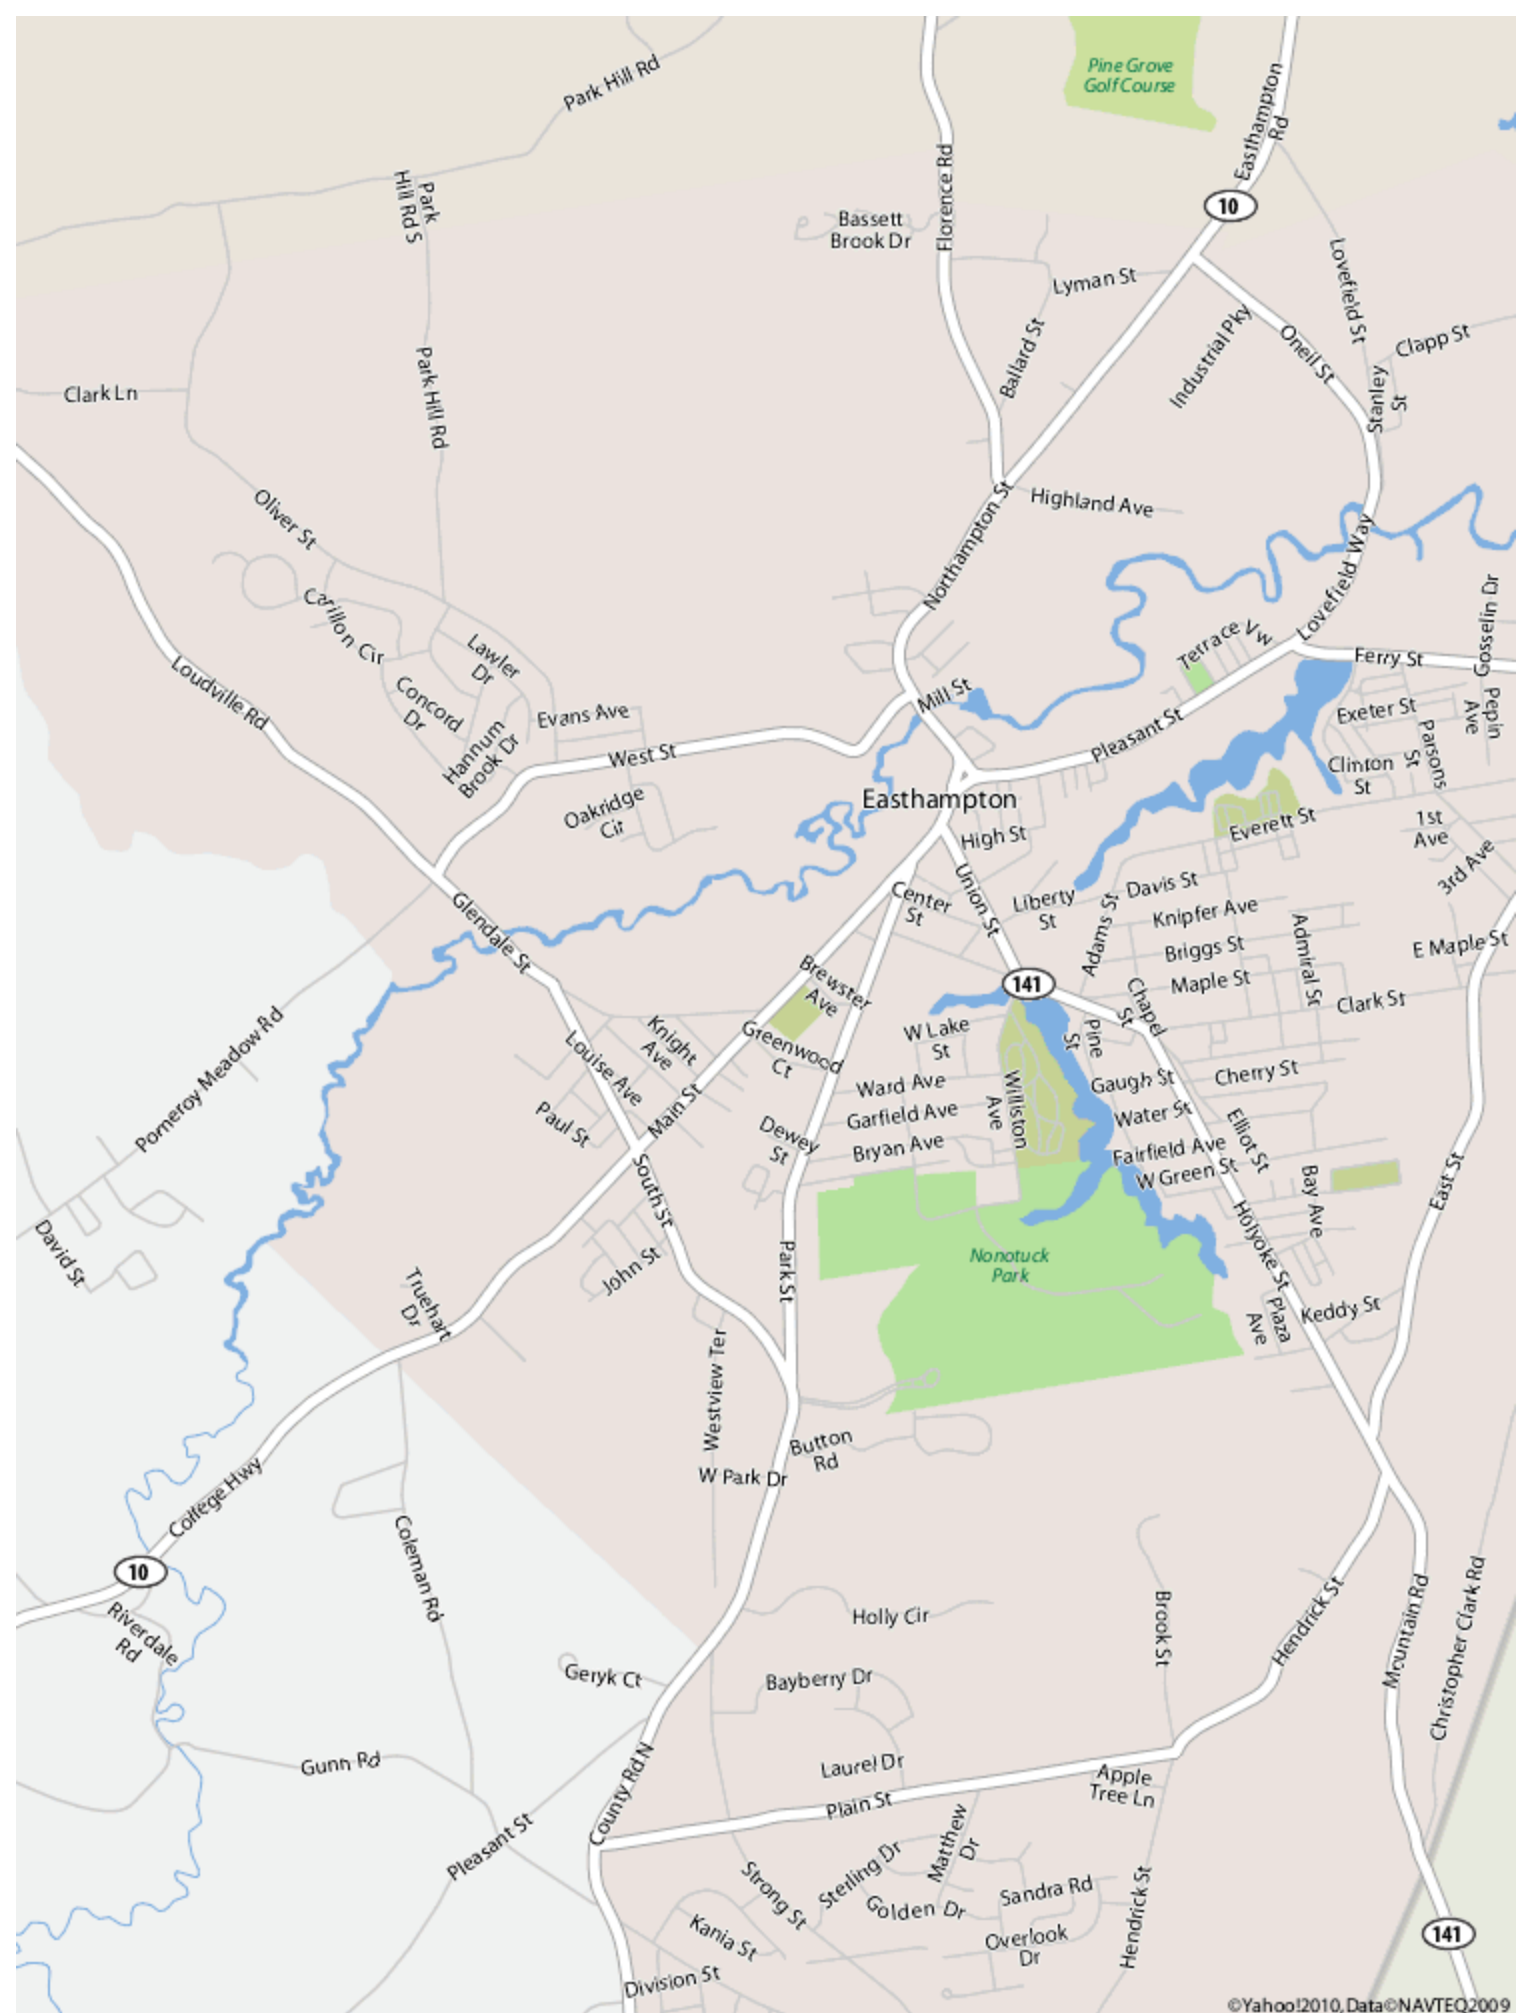 Pine Grove
Golf Course
Park Hill Rd
Easthampton
Rd
Florence Rd
Park
Hill Rd S
10
Bassett
Brook Dr
Lovefield St
Lyman St
Industrial Pky
Oneil St
Clapp St
Ballard St
Stanley
St
Park Hill Rd
Clark Ln
Highland Ave
Northampton St
Oliver St
Lovefield Way
Carillon Cir
Gosselin Dr
Terrace Vw
Lawler
Dr
Ferry St
Loudville Rd
Concord
Dr
Mill St
Evans Ave
Exeter St
Pepin
Ave
Pleasant St
Parsons
St
Hannum
Brook Dr
West St
Clinton
St
Easthampton
Oakridge
Cir
Everett St
1st
Ave
High St
3rd Ave
Union St
Center
St
Liberty
St
Davis St
Knipfer Ave
Adams St
Admiral St
Glendale St
Briggs St
E Maple St
Brewster
Ave
141
Maple St
Chapel
St
Clark St
Pomeroy Meadow Rd
Knight
Ave
Greenwood
Ct
W Lake
St
Pine
St
Louise Ave
Ward Ave
Williston
Ave
Gaugh St
Cherry St
Main St
Garfield Ave
Water St
Paul St
Dewey
St
Bryan Ave
Fairfield Ave
Elliot St
W Green St
South St
Bay Ave
East St
David St
John St
Park St
Nonotuck
Park
Holyoke St
Truehart
Dr
Plaza
Ave
Keddy St
Westview Ter
Button
Rd
W Park Dr
College Hwy
Coleman Rd
10
Riverdale
Rd
Holly Cir
Brook St
Hendrick St
Mountain Rd
Christopher Clark Rd
Geryk Ct
Bayberry Dr
Gunn Rd
County Rd N
Laurel Dr
Apple
Tree Ln
Plain St
Pleasant St
Matthew
Dr
Sterling Dr
Strong St
Golden Dr
Sandra Rd
Hendrick St
Kania St
Overlook
Dr
141
Division St
©Yahoo!2010, Data©NAVTEQ2009